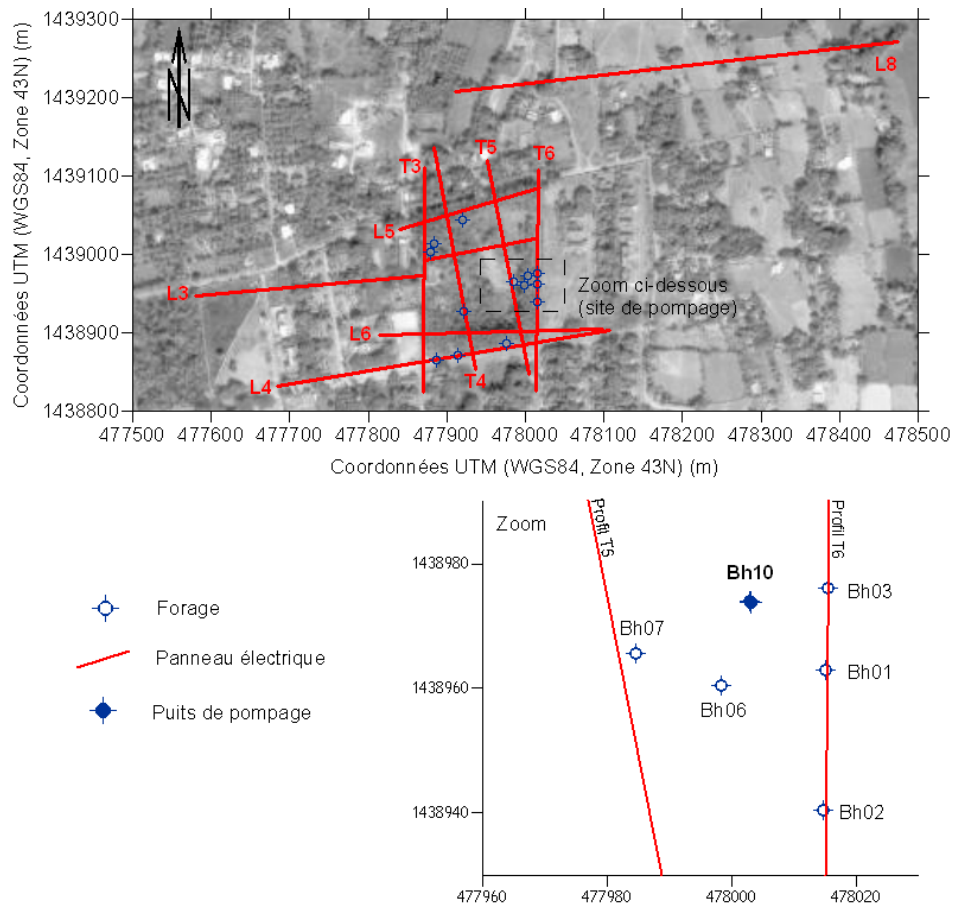 1439300
1439200
1439100
1439000
1438900
1438800
Coordonnées UTM (WGS84, Zone 43N) (m)
N
L8
T3
T5
T6
L5
L3
L6
L4
T4
Zoom ci-dessous
(site de pompage)
477500 477600 477700 477800 477900 478000 478100 478200 478300 478400 478500
Coordonnées UTM (WGS84, Zone 43N) (m)
Zoom
Profil T5
Profil T6
1438980
1438960
1438940
Bh10
Bh03
Bh07
Bh01
Bh06
Bh02
477960 477980 478000 478020
Forage
Panneau électrique
Puits de pompage